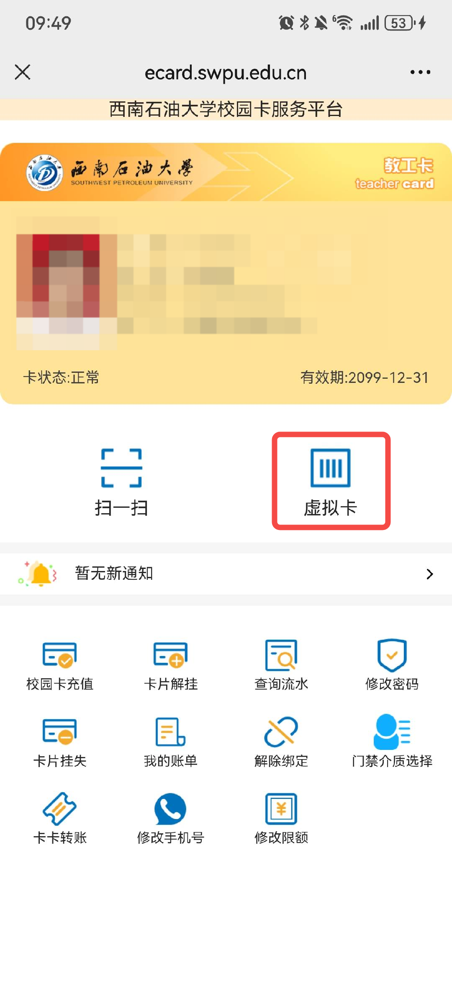 09:49
6
53
ecard.swpu.edu.cn
西南石油大学校园卡服务平台
西南石油大學
SOUTHWEST PETROLEUM UNIVERSITY
教工卡
teacher card
卡状态:正常
有效期:2099-12-31
扫一扫
虚拟卡
暂无新通知
校园卡充值
卡片解挂
查询流水
修改密码
卡片挂失
我的账单
解除绑定
门禁介质选择
卡卡转账
修改手机号
修改限额